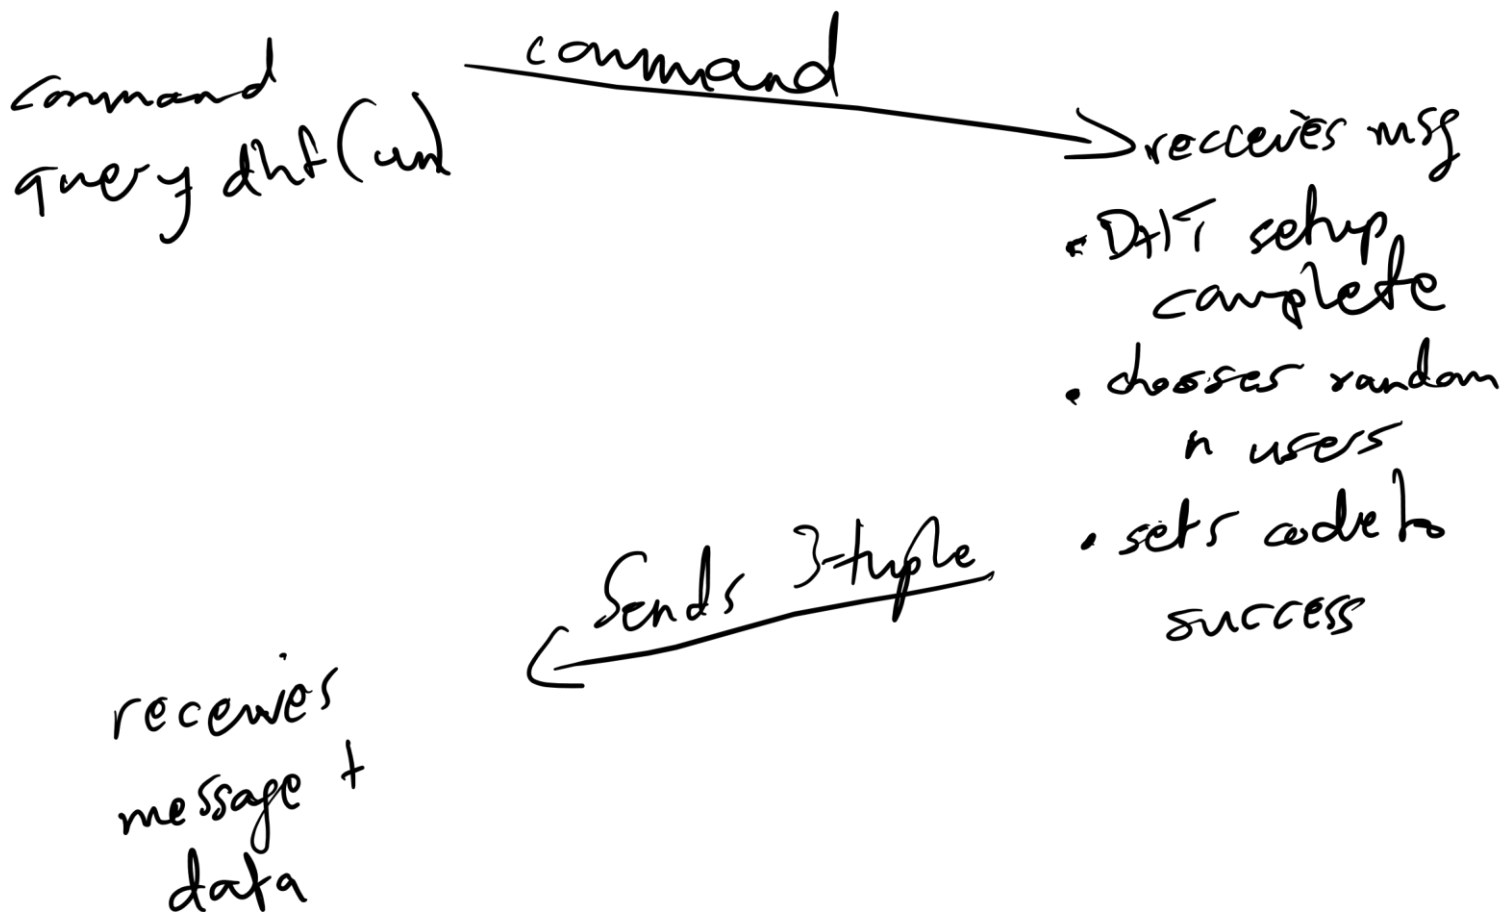 command
query dht(un)
command
recceives msg
• DHT setup
complete
• chooses random
n users
• sets code to
success
Sends 3-tuple
receives
message +
data